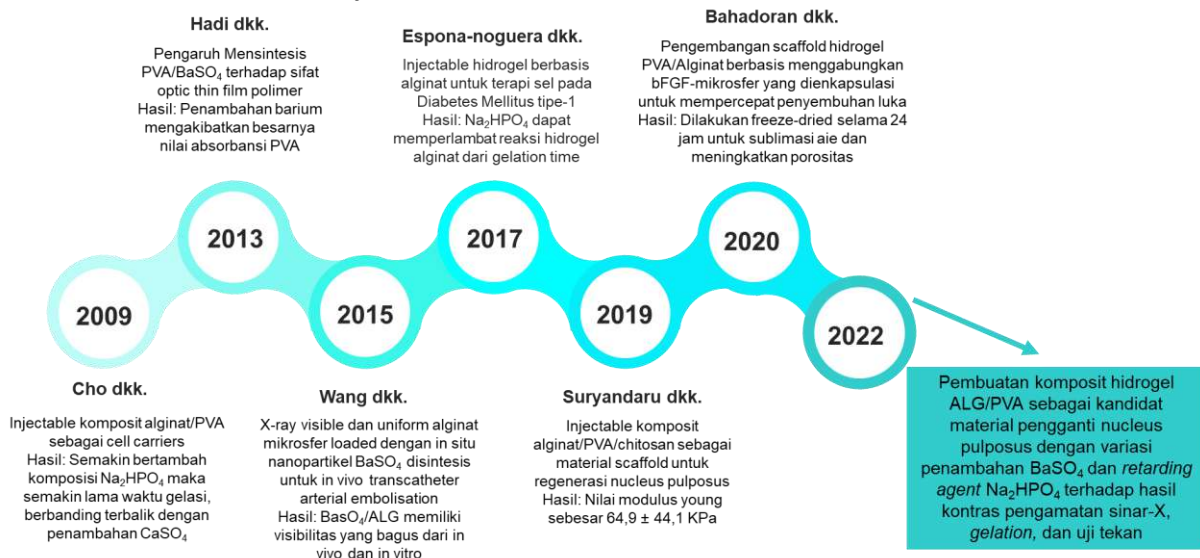 Hadi dkk.
Pengaruh Mensintesis
PVA/BaSO₄ terhadap sifat
optic thin film polimer
Hasil: Penambahan barium
mengakibatkan besarnya
nilai absorbansi PVA
Espona-noguera dkk.
Injectable hidrogel berbasis
alginat untuk terapi sel pada
Diabetes Mellitus tipe-1
Hasil: Na₂HPO₄ dapat
memperlambat reaksi hidrogel
alginat dari gelation time
Bahadoran dkk.
Pengembangan scaffold hidrogel
PVA/Alginat berbasis menggabungkan
bFGF-mikrosfer yang dienkapsulasi
untuk mempercepat penyembuhan luka
Hasil: Dilakukan freeze-dried selama 24
jam untuk sublimasi aie dan
meningkatkan porositas
2009
2013
2015
2017
2019
2020
2022
Cho dkk.
Injectable komposit alginat/PVA
sebagai cell carriers
Hasil: Semakin bertambah
komposisi Na₂HPO₄ maka
semakin lama waktu gelasi,
berbanding terbalik dengan
penambahan CaSO₄
Wang dkk.
X-ray visible dan uniform alginat
mikrosfer loaded dengan in situ
nanopartikel BaSO₄ disintesis
untuk in vivo transcatheter
arterial embolisation
Hasil: BasO₄/ALG memiliki
visibilitas yang bagus dari in
vivo dan in vitro
Suryandaru dkk.
Injectable komposit
alginat/PVA/chitosan sebagai
material scaffold untuk
regenerasi nucleus pulposus
Hasil: Nilai modulus young
sebesar 64,9 ± 44,1 KPa
Pembuatan komposit hidrogel
ALG/PVA sebagai kandidat
material pengganti nucleus
pulposus dengan variasi
penambahan BaSO₄ dan retarding
agent Na₂HPO₄ terhadap hasil
kontras pengamatan sinar-X,
gelation, dan uji tekan